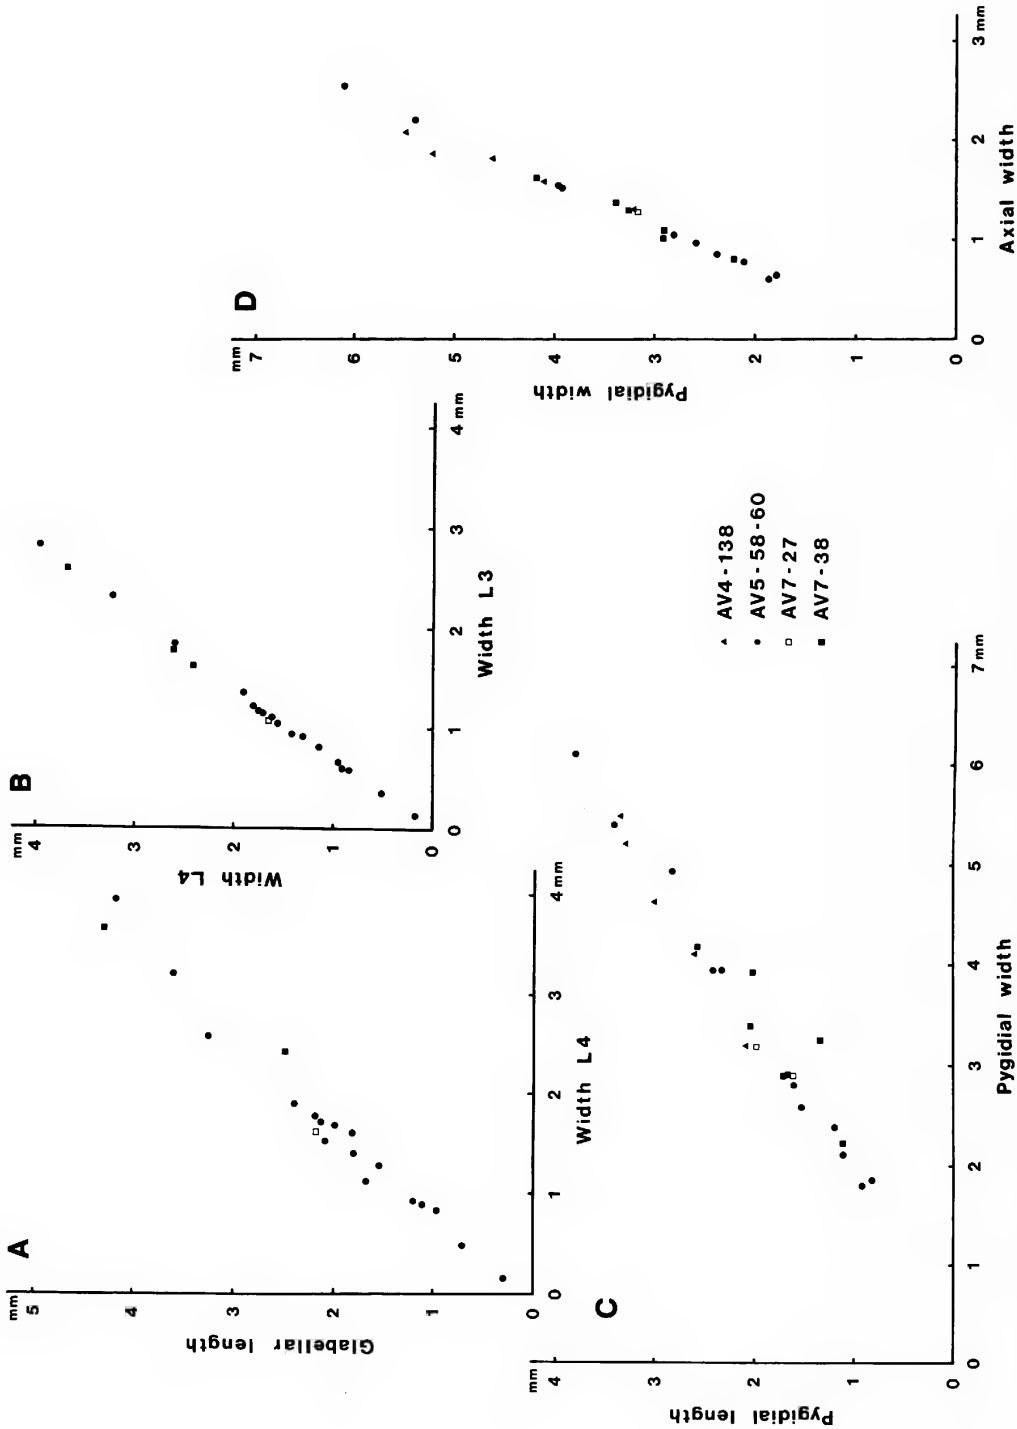 A
mm
5
4
3
2
1
0
Glabellar length
0
1
2
3
4 mm
Width L4
B
mm
4
3
2
1
0
Width L4
0
1
2
3
4 mm
Width L3
C
mm
4
3
2
1
0
Pygidial length
0
1
2
3
4
5
6
7mm
Pygidial width
D
mm
7
6
5
4
3
2
1
0
Pygidial width
0
1
2
3 mm
Axial width
▲ AV4-138
● AV5-58-60
□ AV7-27
■ AV7-38